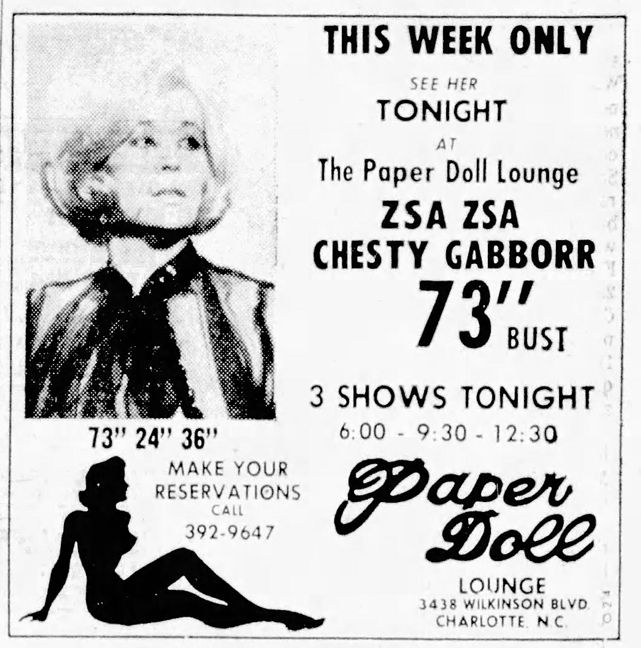 THIS WEEK ONLY
SEE HER
TONIGHT
AT
The Paper Doll Lounge
ZSA ZSA
CHESTY GABBORR
73" BUST
3 SHOWS TONIGHT
6:00 - 9:30 - 12:30
73" 24" 36"
MAKE YOUR
RESERVATIONS
CALL
392-9647
Paper
Doll
LOUNGE
3438 WILKINSON BLVD.
CHARLOTTE, N.C.